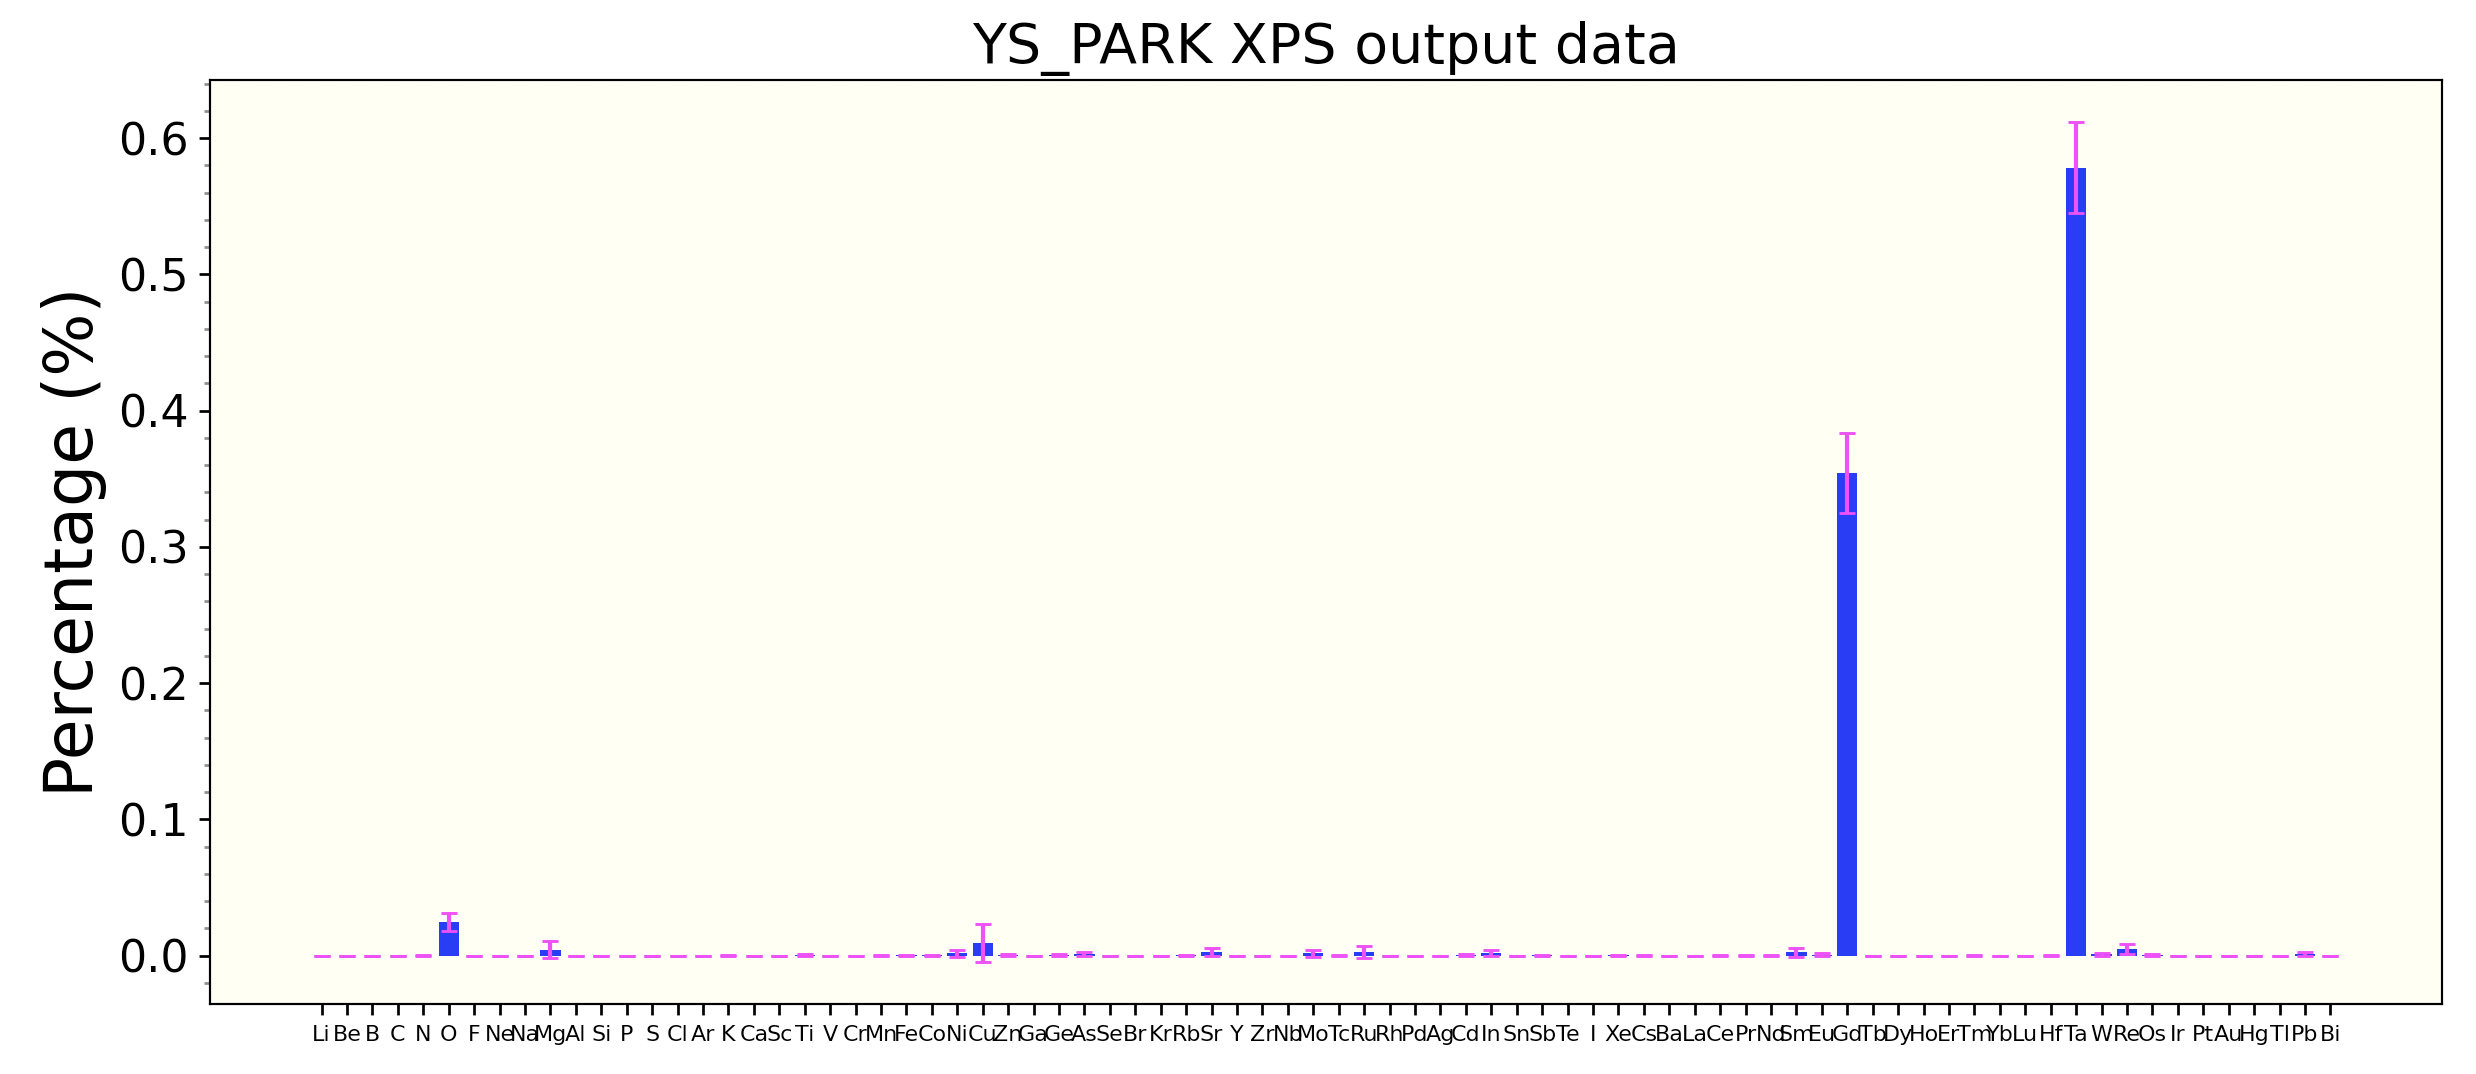 YS_PARK XPS output data
Percentage (%)
0.6
0.5
0.4
0.3
0.2
0.1
0.0
Li Be B C N O F Ne Na Mg Al Si P S Cl Ar K Ca Sc Ti V Cr Mn Fe Co Ni Cu Zn Ga Ge As Se Br Kr Rb Sr Y Zr Nb Mo Tc Ru Rh Pd Ag Cd In Sn Sb Te I Xe Cs Ba La Ce Pr Nd Sm Eu Gd Tb Dy Ho Er Tm Yb Lu Hf Ta W Re Os Ir Pt Au Hg Tl Pb Bi